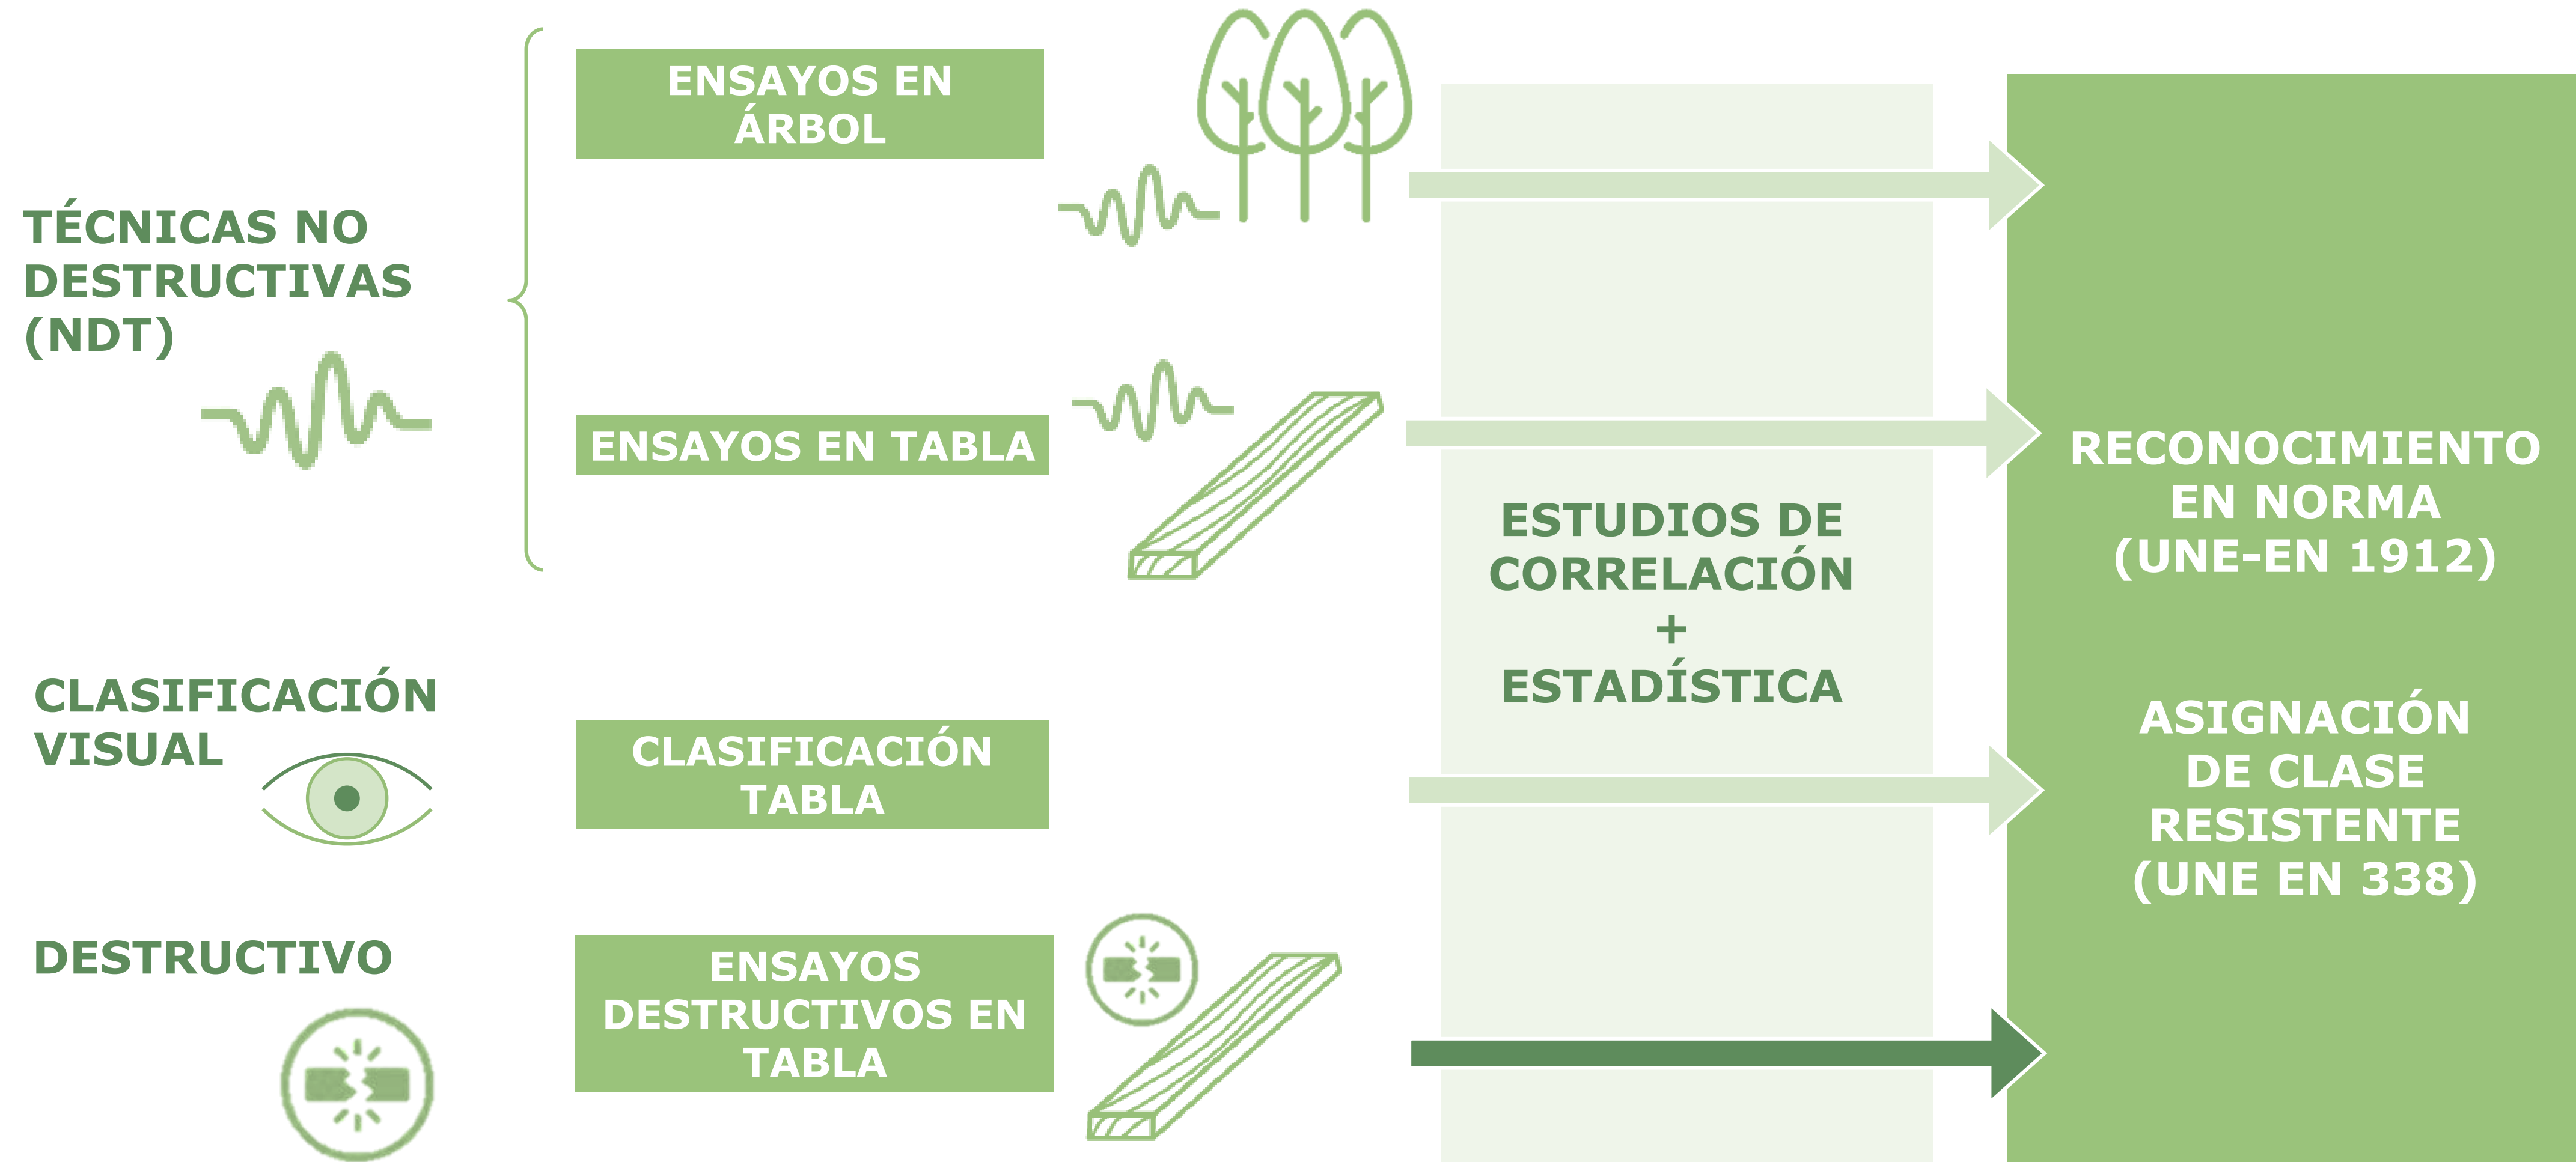 TÉCNICAS NO
DESTRUCTIVAS
(NDT)
ENSAYOS EN
ÁRBOL
ENSAYOS EN TABLA
CLASIFICACIÓN
VISUAL
CLASIFICACIÓN
TABLA
DESTRUCTIVO
ENSAYOS
DESTRUCTIVOS EN
TABLA
ESTUDIOS DE
CORRELACIÓN
+
ESTADÍSTICA
RECONOCIMIENTO
EN NORMA
(UNE-EN 1912)
ASIGNACIÓN
DE CLASE
RESISTENTE
(UNE EN 338)